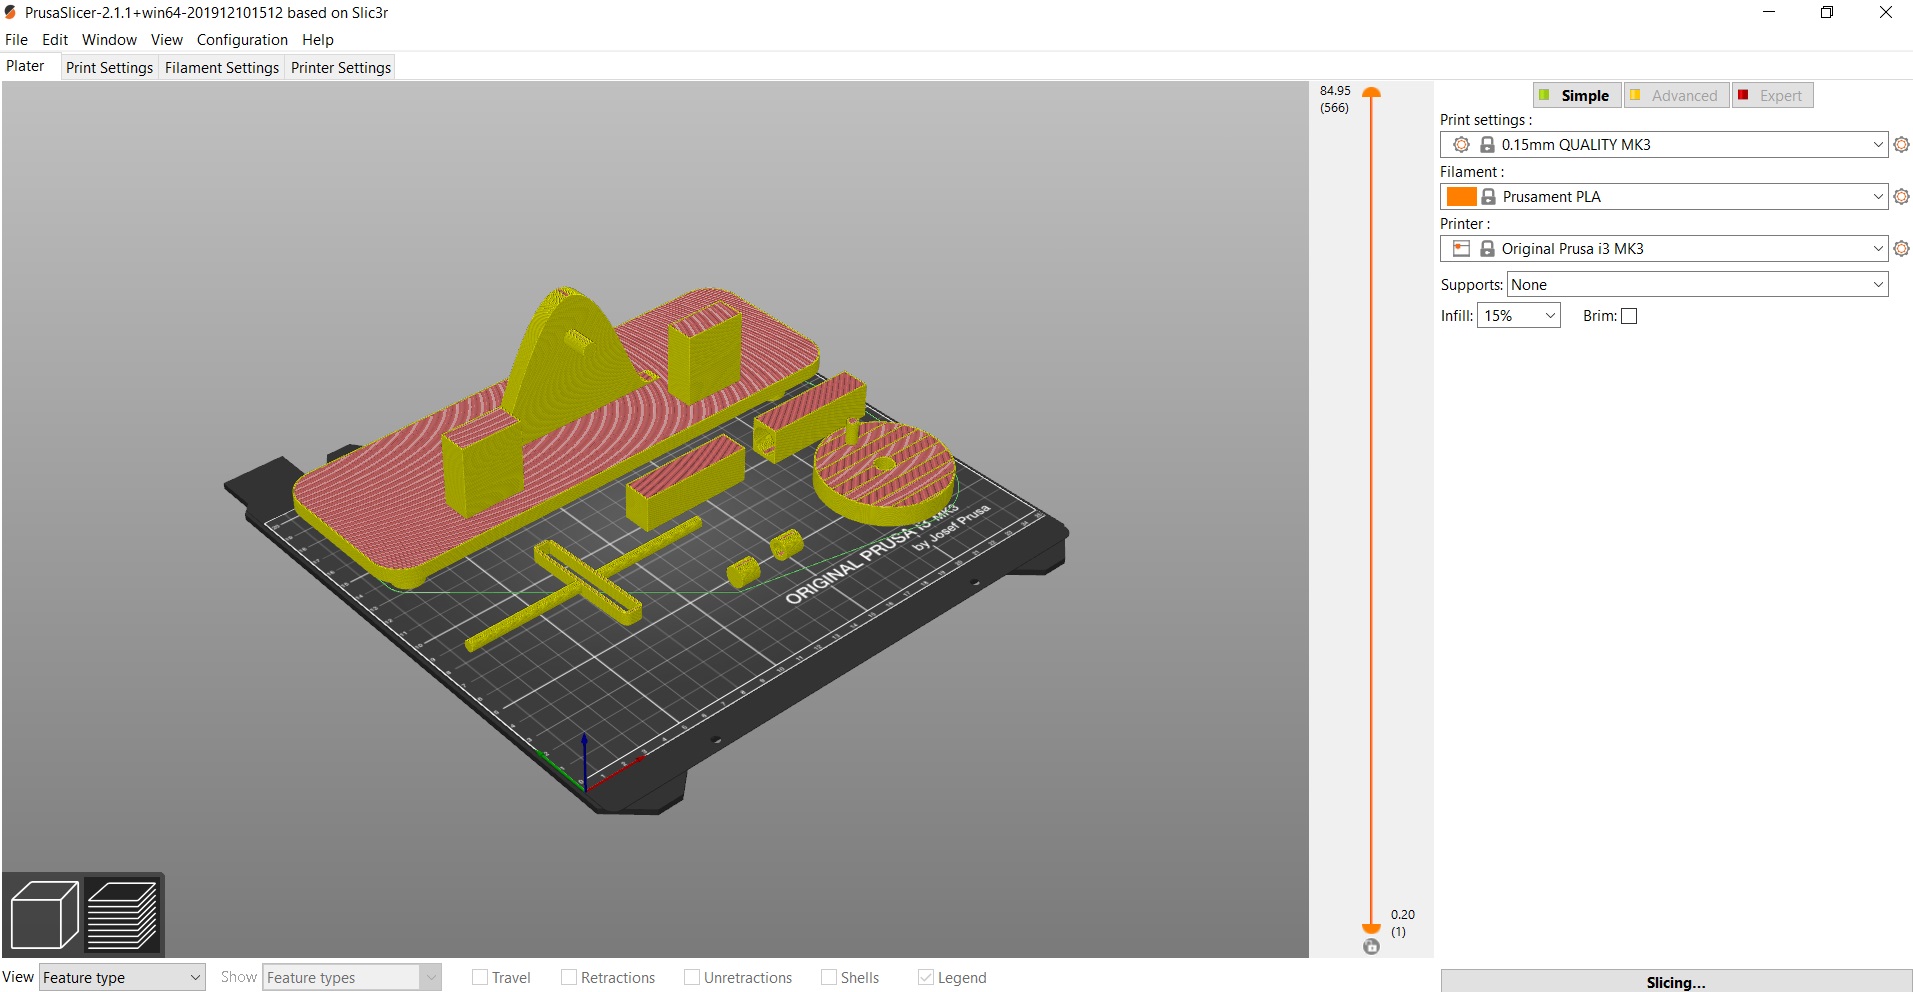 PrusaSlicer-2.1.1+win64-201912101512 based on Slic3r
File Edit Window View Configuration Help
Plater Print Settings Filament Settings Printer Settings
84.95
(566)
Simple Advanced Expert
Print settings :
0.15mm QUALITY MK3
Filament :
Prusament PLA
Printer :
Original Prusa i3 MK3
Supports: None
Infill: 15% Brim:
ORIGINAL PRUSA i3 MK3
by Josef Prusa
0.20
(1)
View Feature type Show Feature types Travel Retractions Unretractions Shells Legend
Slicing...